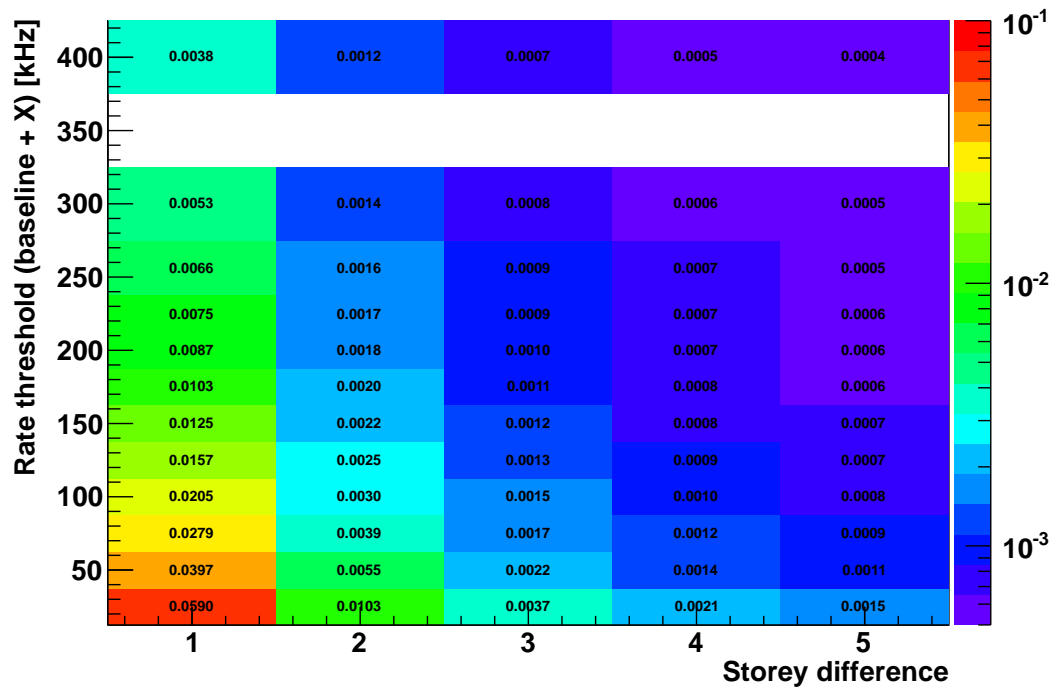 Rate threshold (baseline + X) [kHz]
400 0.0038 0.0012 0.0007 0.0005 0.0004
350
300 0.0053 0.0014 0.0008 0.0006 0.0005
250 0.0066 0.0016 0.0009 0.0007 0.0005
0.0075 0.0017 0.0009 0.0007 0.0006
200 0.0087 0.0018 0.0010 0.0007 0.0006
0.0103 0.0020 0.0011 0.0008 0.0006
150 0.0125 0.0022 0.0012 0.0008 0.0007
0.0157 0.0025 0.0013 0.0009 0.0007
100 0.0205 0.0030 0.0015 0.0010 0.0008
0.0279 0.0039 0.0017 0.0012 0.0009
50 0.0397 0.0055 0.0022 0.0014 0.0011
0.0590 0.0103 0.0037 0.0021 0.0015
1 2 3 4 5
Storey difference
10⁻¹
10⁻²
10⁻³